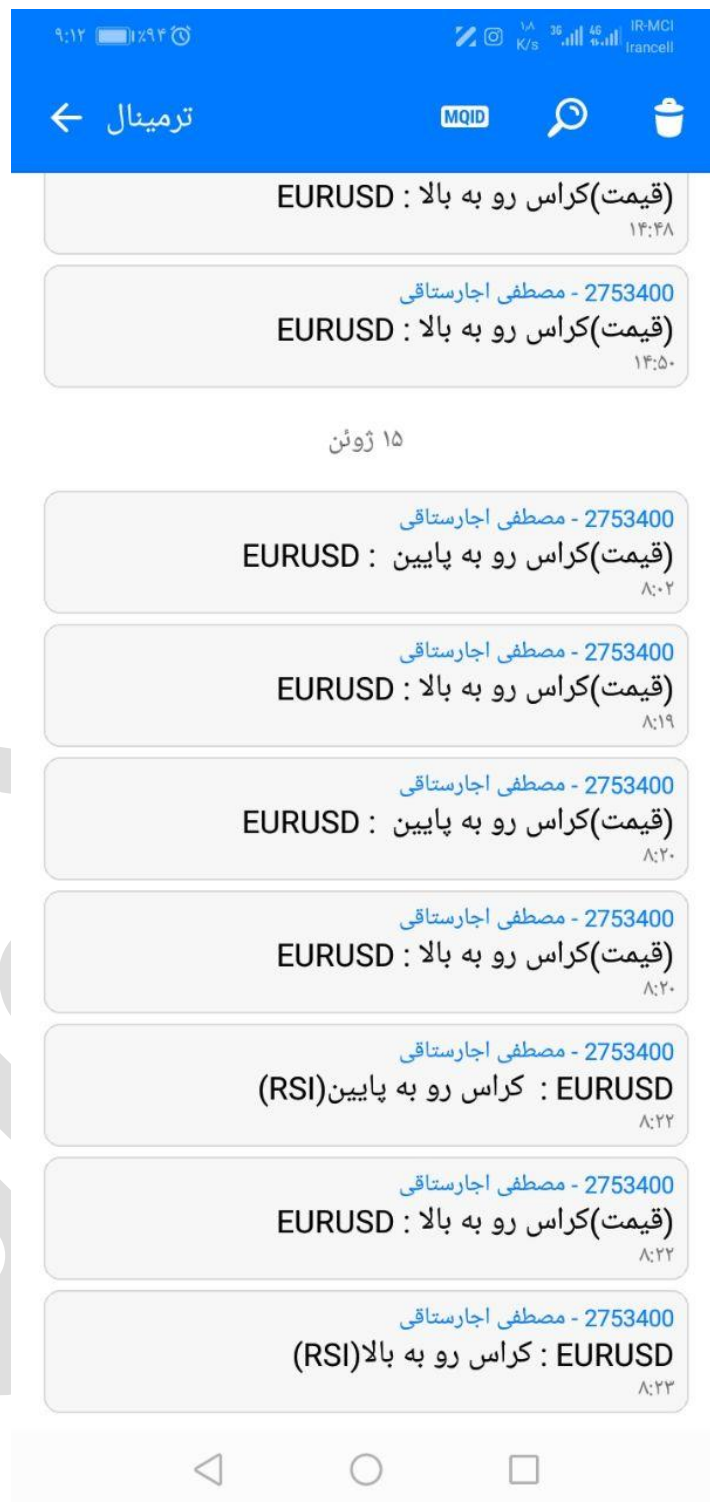 ۹:۱۲ ٪۹۴ ۱٫۸ K/s 3G 4G IR-MCI
Irancell
ترمینال MQID
(قیمت)کراس رو به بالا : EURUSD
۱۴:۴۸
2753400 - مصطفی اجارستاقی
(قیمت)کراس رو به بالا : EURUSD
۱۴:۵۰
۱۵ ژوئن
2753400 - مصطفی اجارستاقی
(قیمت)کراس رو به پایین : EURUSD
۸:۰۲
2753400 - مصطفی اجارستاقی
(قیمت)کراس رو به بالا : EURUSD
۸:۱۹
2753400 - مصطفی اجارستاقی
(قیمت)کراس رو به پایین : EURUSD
۸:۲۰
2753400 - مصطفی اجارستاقی
(قیمت)کراس رو به بالا : EURUSD
۸:۲۰
2753400 - مصطفی اجارستاقی
EURUSD : کراس رو به پایین(RSI)
۸:۲۲
2753400 - مصطفی اجارستاقی
(قیمت)کراس رو به بالا : EURUSD
۸:۲۲
2753400 - مصطفی اجارستاقی
EURUSD : کراس رو به بالا(RSI)
۸:۲۳